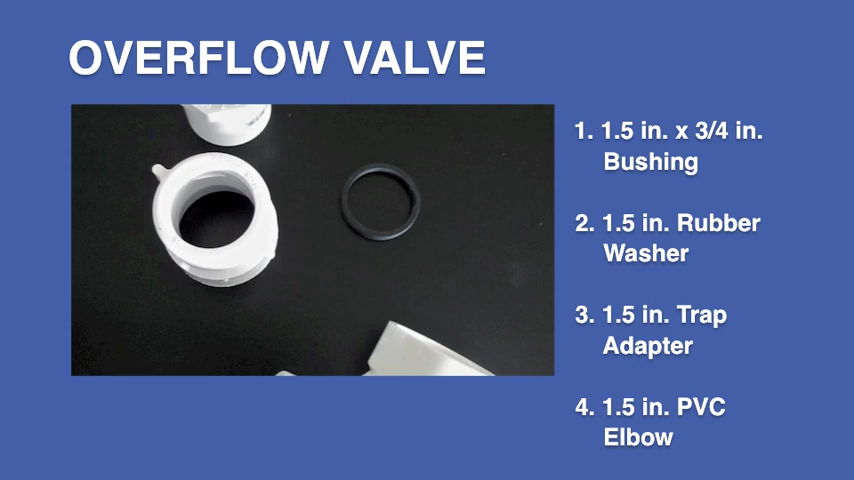 OVERFLOW VALVE
1. 1.5 in. x 3/4 in.
Bushing
2. 1.5 in. Rubber
Washer
3. 1.5 in. Trap
Adapter
4. 1.5 in. PVC
Elbow